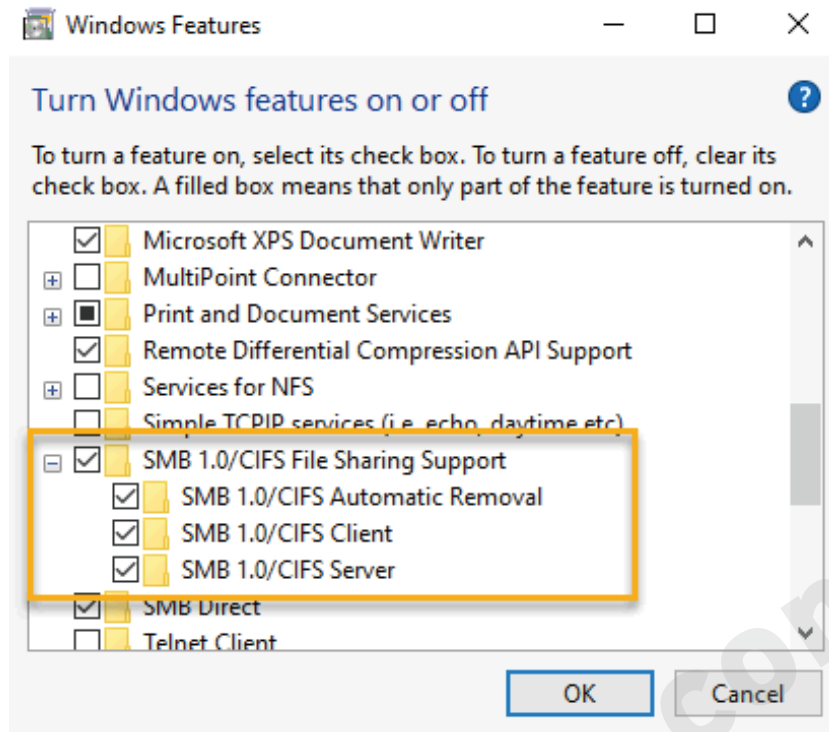 Windows Features
Turn Windows features on or off
?
To turn a feature on, select its check box. To turn a feature off, clear its
check box. A filled box means that only part of the feature is turned on.
Microsoft XPS Document Writer
MultiPoint Connector
Print and Document Services
Remote Differential Compression API Support
Services for NFS
Simple TCPIP services (i.e. echo, daytime etc)
SMB 1.0/CIFS File Sharing Support
SMB 1.0/CIFS Automatic Removal
SMB 1.0/CIFS Client
SMB 1.0/CIFS Server
SMB Direct
Telnet Client
OK Cancel